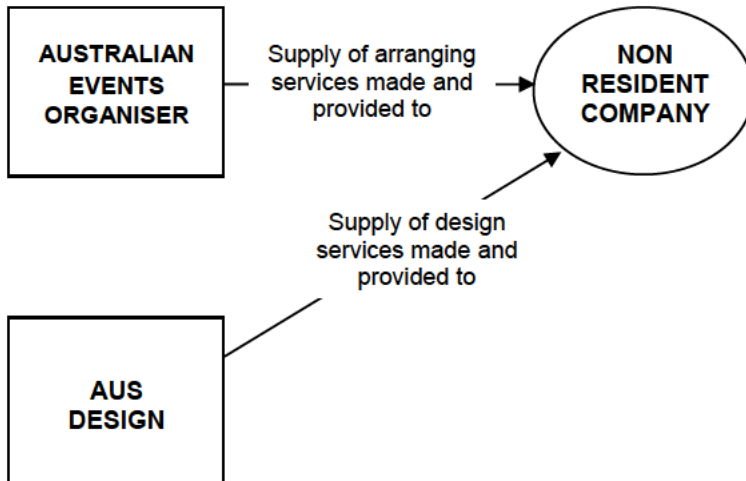 AUSTRALIAN
EVENTS
ORGANISER
Supply of arranging
services made and
provided to
NON
RESIDENT
COMPANY
Supply of design
services made and
provided to
AUS
DESIGN